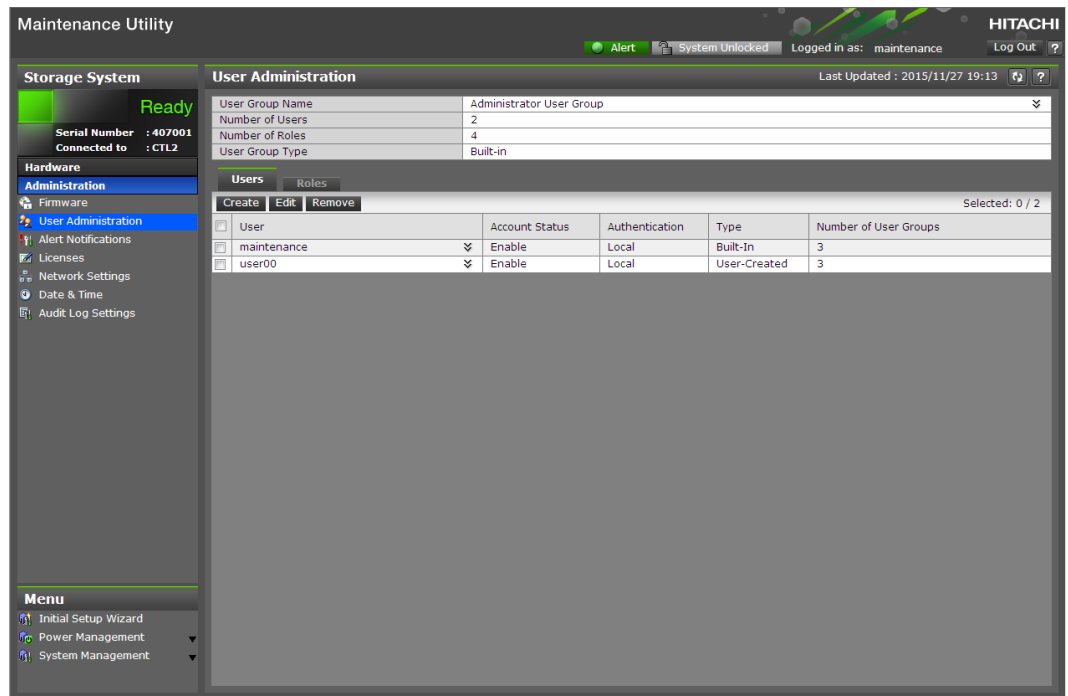 Maintenance Utility
HITACHI
Alert System Unlocked Logged in as: maintenance Log Out ?
Storage System
Ready
Serial Number : 407001
Connected to : CTL2
Hardware
Administration
Firmware
User Administration
Alert Notifications
Licenses
Network Settings
Date & Time
Audit Log Settings
Menu
Initial Setup Wizard
Power Management
System Management
User Administration Last Updated : 2015/11/27 19:13 ?
User Group Name Administrator User Group
Number of Users 2
Number of Roles 4
User Group Type Built-in
Users Roles
Create Edit Remove Selected: 0 / 2
User Account Status Authentication Type Number of User Groups
maintenance Enable Local Built-In 3
user00 Enable Local User-Created 3